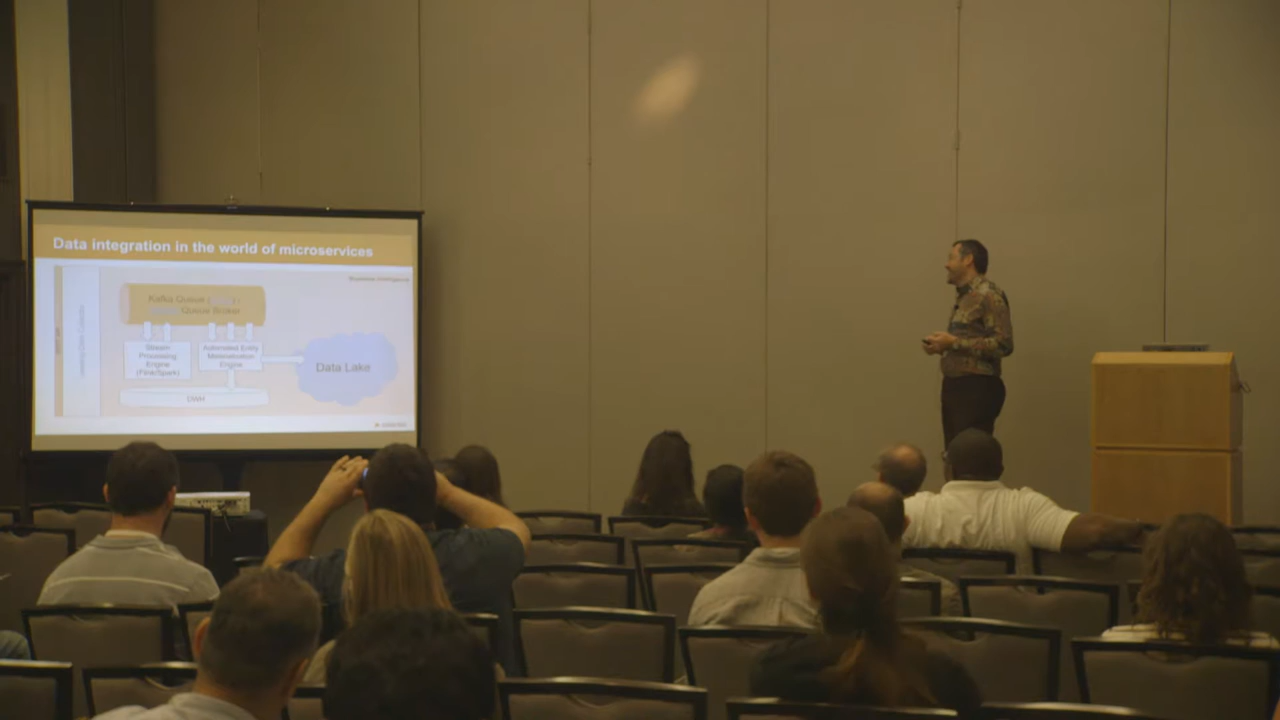 Data integration in the world of microservices
Kafka Queue
Queue Broker
Stream
Processing
Engine
(Flink/Spark)
Automated Entity
Materialization
Engine
Data Lake
DWH